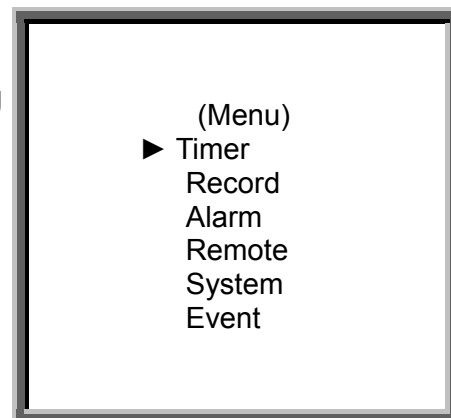 (Menu)
► Timer
Record
Alarm
Remote
System
Event